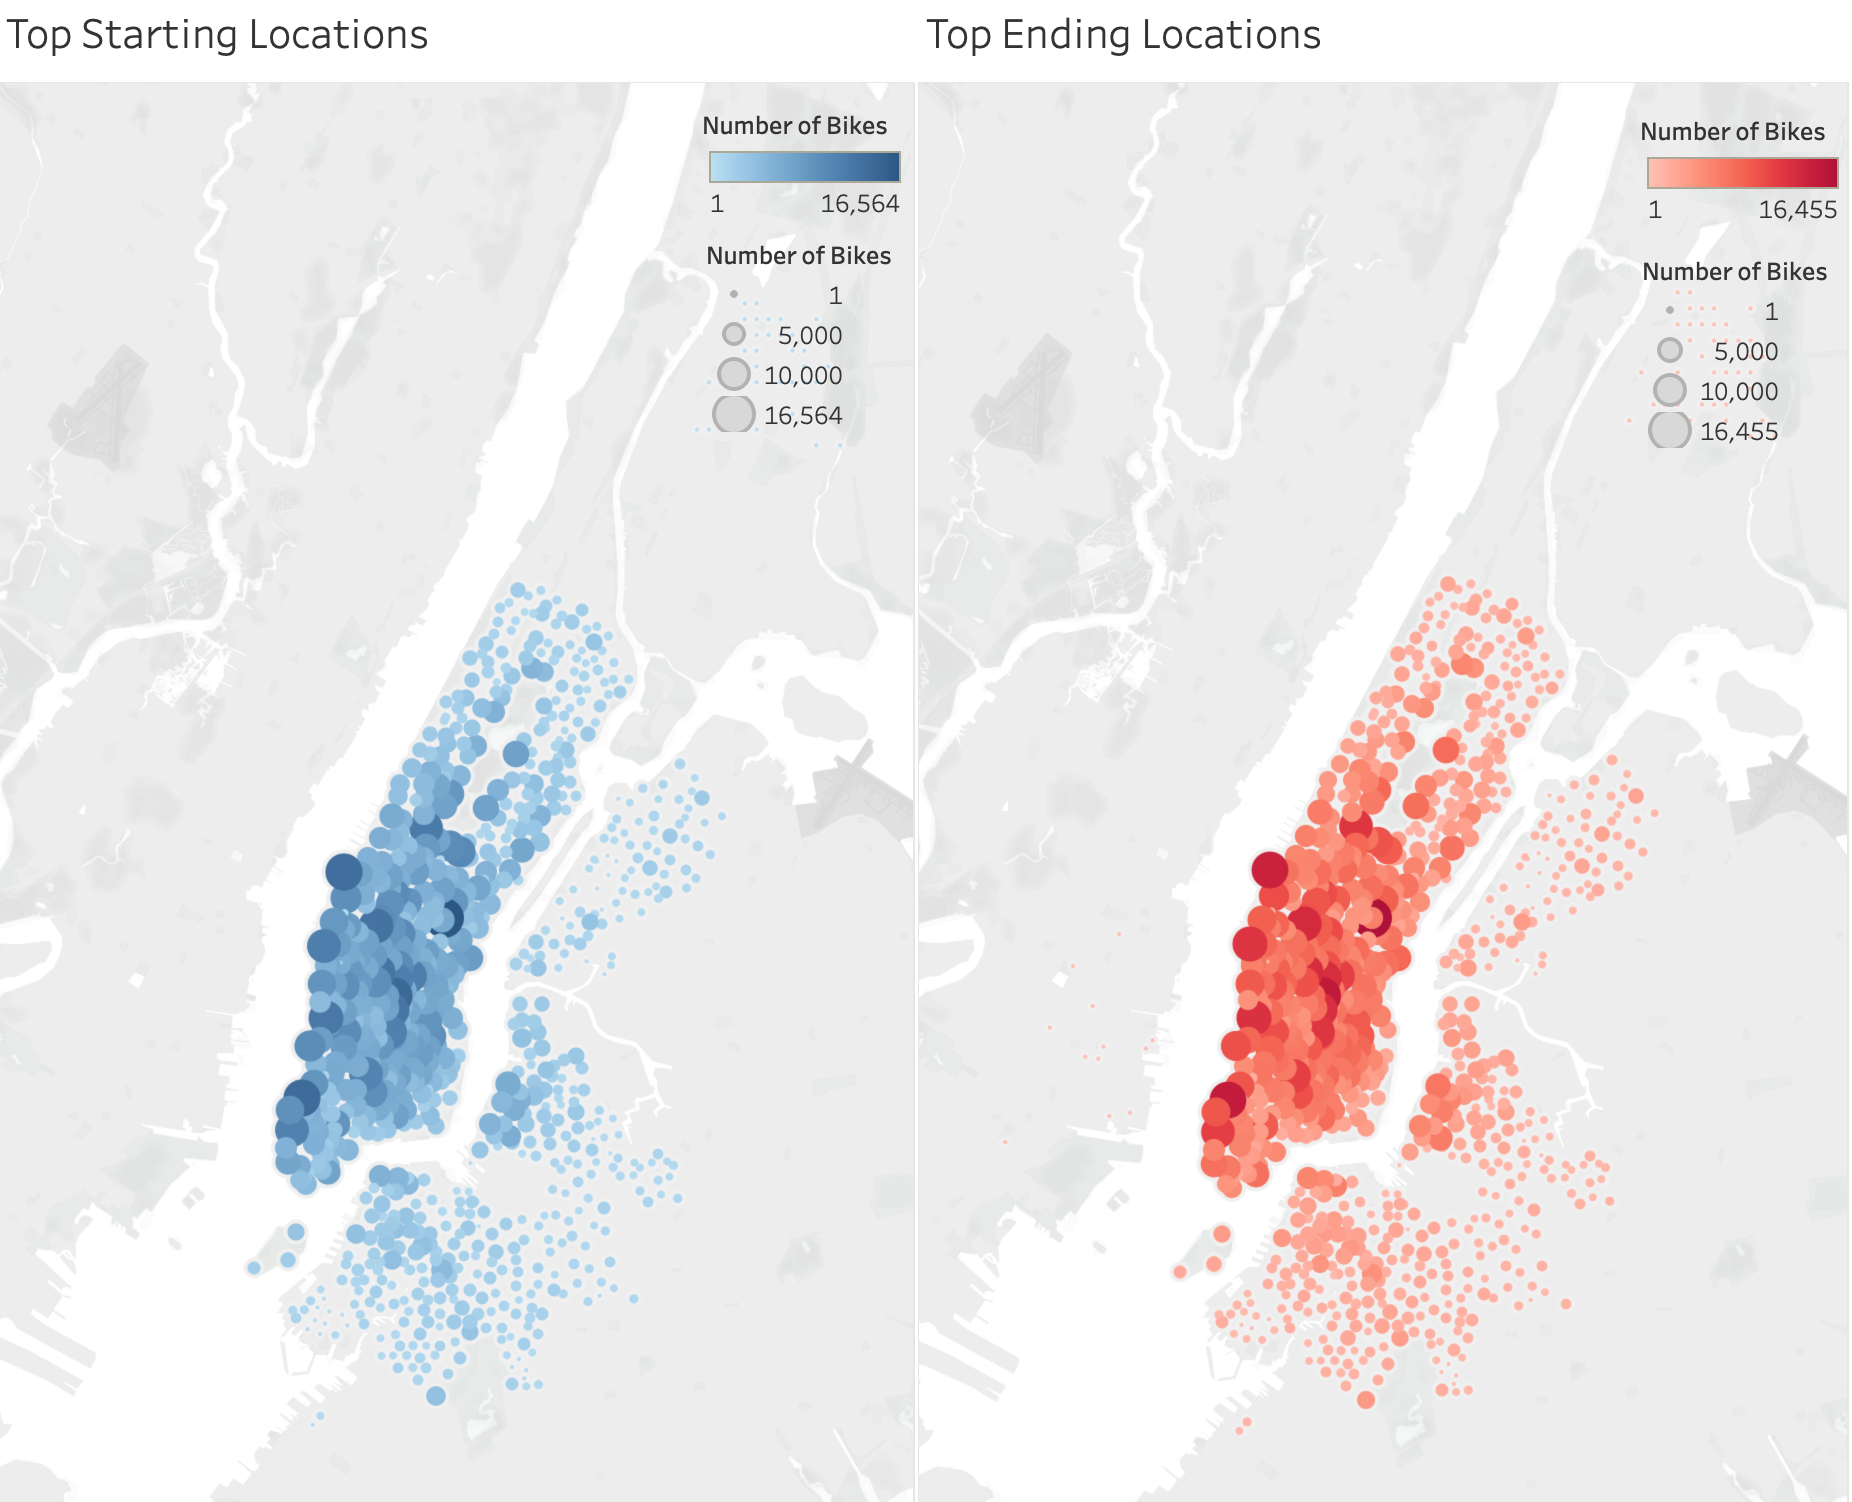 Top Starting Locations
Number of Bikes
1 16,564
Number of Bikes
1
5,000
10,000
16,564
Top Ending Locations
Number of Bikes
1 16,455
Number of Bikes
1
5,000
10,000
16,455